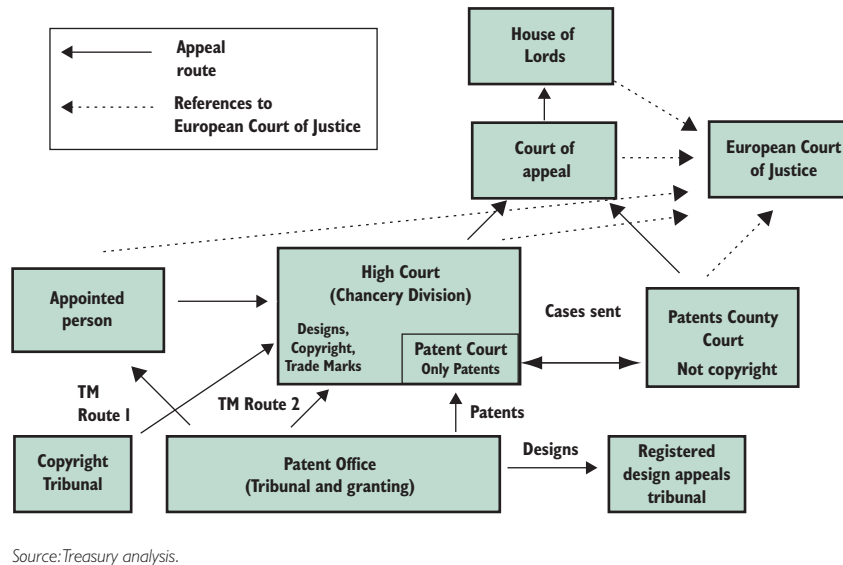 Appeal
route
References to
European Court of Justice
House of
Lords
Court of
appeal
European Court
of Justice
Appointed
person
High Court
(Chancery Division)
Designs,
Copyright,
Trade Marks
Patent Court
Only Patents
Cases sent
Patents County
Court
Not copyright
TM
Route 1
TM Route 2
Patents
Copyright
Tribunal
Patent Office
(Tribunal and granting)
Designs
Registered
design appeals
tribunal
Source: Treasury analysis.